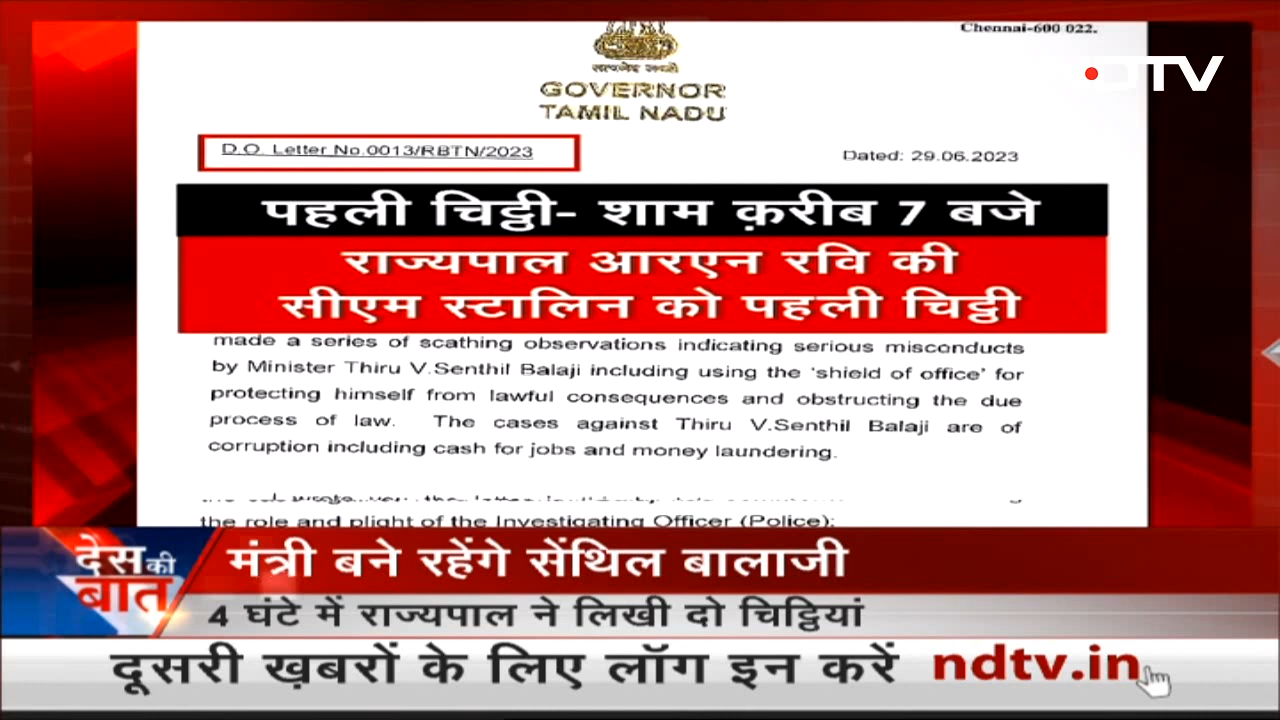 Chennai-600 022.
NDTV
सत्यमेव जयते
GOVERNOR
TAMIL NADU
D.O. Letter No.0013/RBTN/2023
Dated: 29.06.2023
पहली चिट्ठी- शाम क़रीब 7 बजे
राज्यपाल आरएन रवि की
सीएम स्टालिन को पहली चिट्ठी
made a series of scathing observations indicating serious misconducts
by Minister Thiru V.Senthil Balaji including using the 'shield of office' for
protecting himself from lawful consequences and obstructing the due
process of law. The cases against Thiru V.Senthil Balaji are of
corruption including cash for jobs and money laundering.
the role and plight of the Investigating Officer (Police);
देस की
बात
मंत्री बने रहेंगे सेंथिल बालाजी
4 घंटे में राज्यपाल ने लिखी दो चिट्ठियां
दूसरी ख़बरों के लिए लॉग इन करें ndtv.in